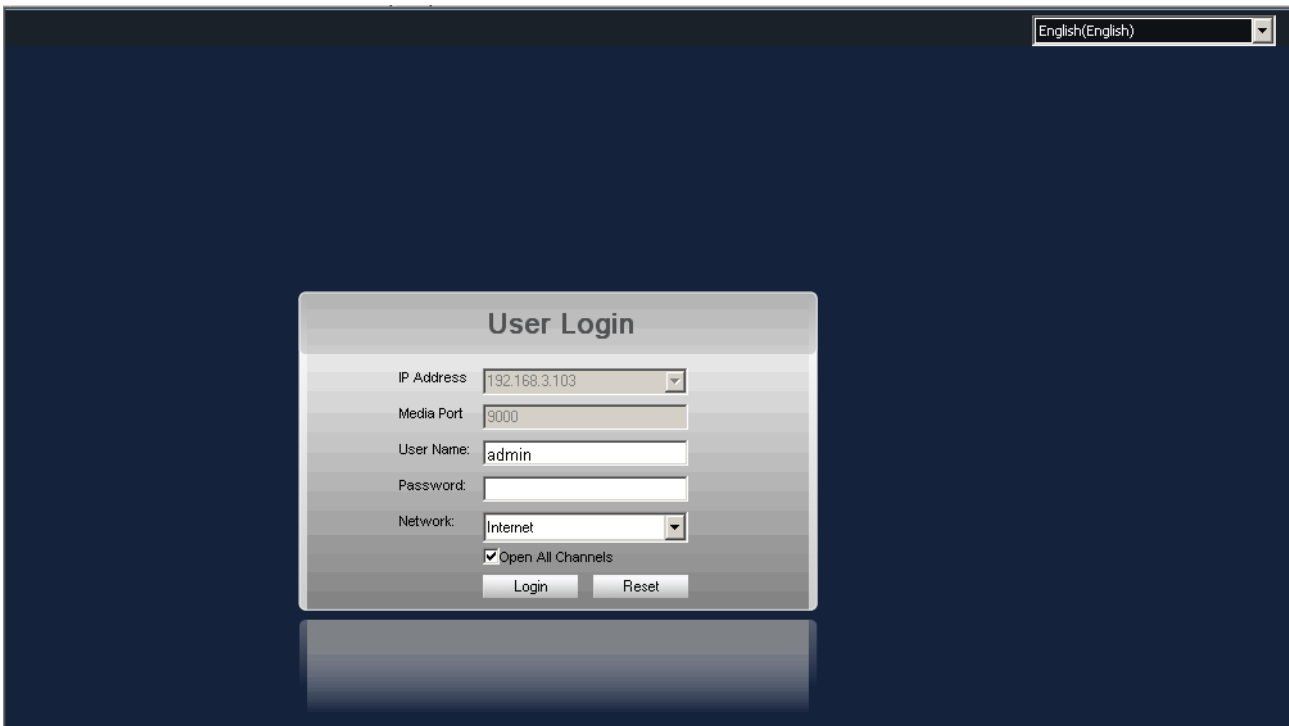 English(English)
User Login
IP Address 192.168.3.103
Media Port 9000
User Name: admin
Password:
Network: Internet
Open All Channels
Login Reset